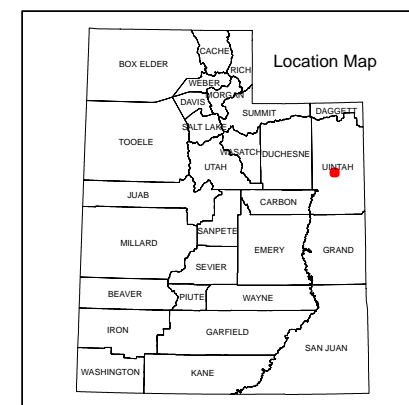 Location Map
BOX ELDER
CACHE
RICH
WEBER
MORGAN
DAVIS
SUMMIT
DAGGETT
SALT LAKE
TOOELE
WASATCH
DUCHESNE
UINTAH
UTAH
JUAB
CARBON
SANPETE
MILLARD
EMERY
GRAND
SEVIER
BEAVER
PIUTE
WAYNE
IRON
GARFIELD
SAN JUAN
WASHINGTON
KANE